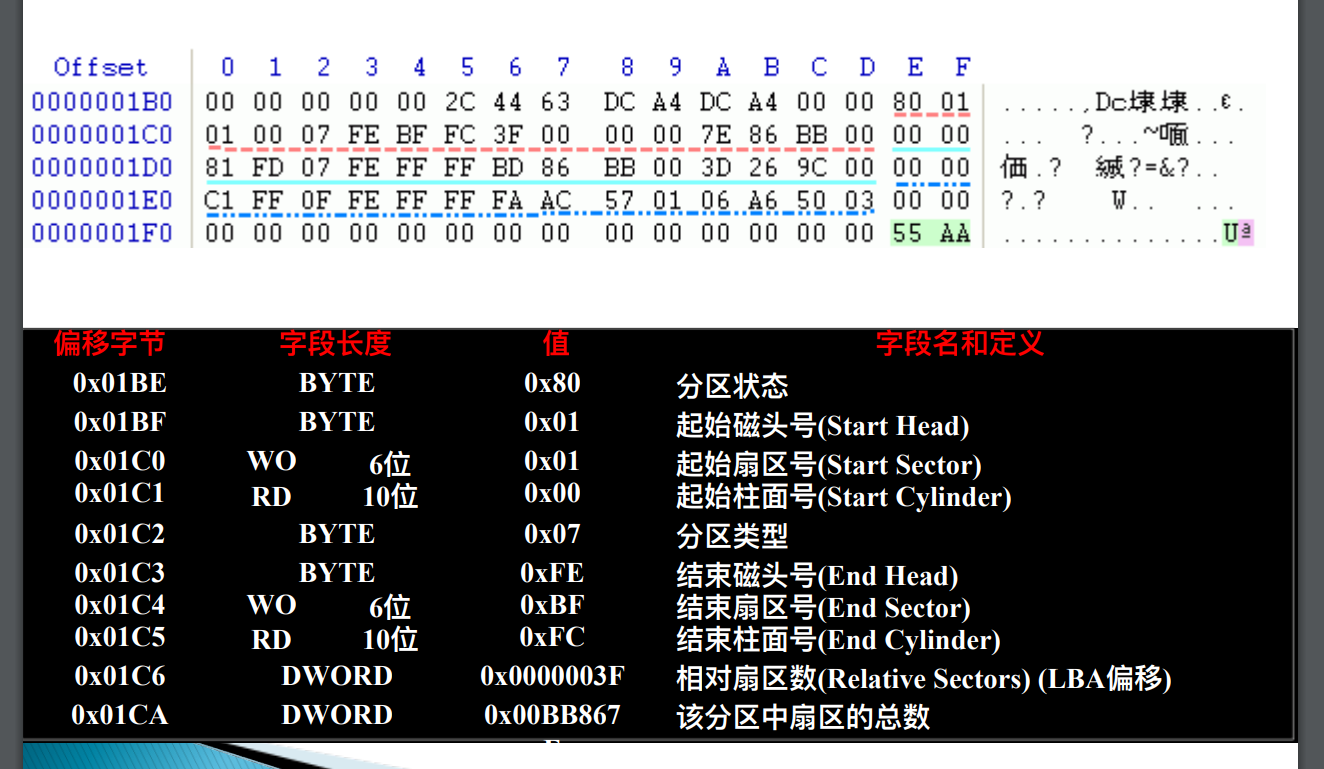 Offset 0 1 2 3 4 5 6 7 8 9 A B C D E F
0000001B0 00 00 00 00 00 2C 44 63 DC A4 DC A4 00 00 80 01 ......,Dc埭埭..€.
0000001C0 01 00 07 FE BF FC 3F 00 00 00 7E 86 BB 00 00 00 ... ?...~喕...
0000001D0 81 FD 07 FE FF FF BD 86 BB 00 3D 26 9C 00 00 00 價.? 緘?=&?..
0000001E0 C1 FF 0F FE FF FF FA AC 57 01 06 A6 50 03 00 00 ?.? W.. ...
0000001F0 00 00 00 00 00 00 00 00 00 00 00 00 00 00 55 AA ..............Uª
偏移字节 字段长度 值 字段名和定义
0x01BE BYTE 0x80 分区状态
0x01BF BYTE 0x01 起始磁头号(Start Head)
0x01C0 WO 6位 0x01 起始扇区号(Start Sector)
0x01C1 RD 10位 0x00 起始柱面号(Start Cylinder)
0x01C2 BYTE 0x07 分区类型
0x01C3 BYTE 0xFE 结束磁头号(End Head)
0x01C4 WO 6位 0xBF 结束扇区号(End Sector)
0x01C5 RD 10位 0xFC 结束柱面号(End Cylinder)
0x01C6 DWORD 0x0000003F 相对扇区数(Relative Sectors) (LBA偏移)
0x01CA DWORD 0x00BB867 该分区中扇区的总数